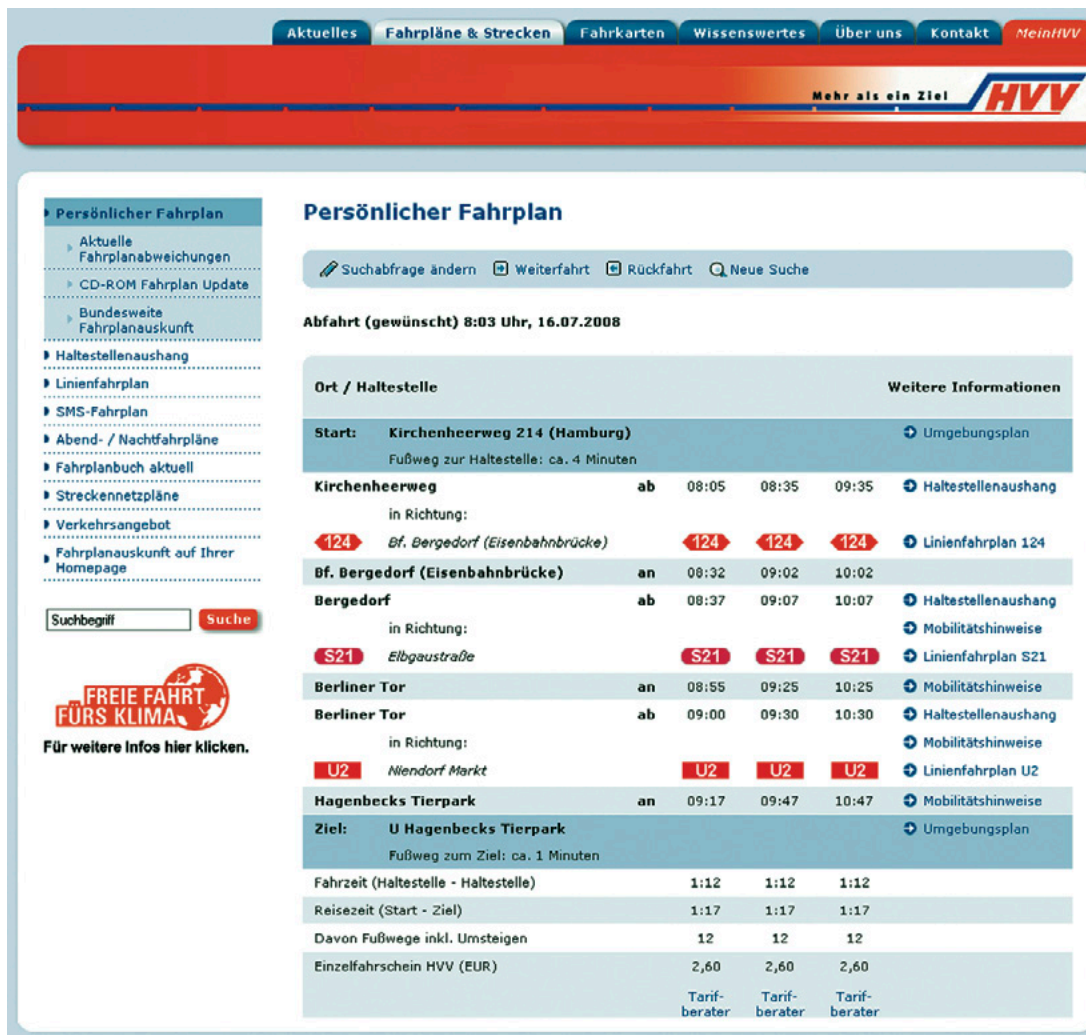 Aktuelles Fahrpläne & Strecken Fahrkarten Wissenswertes Über uns Kontakt MeinHVV
Mehr als ein Ziel HVV
Persönlicher Fahrplan
Aktuelle
Fahrplanabweichungen
CD-ROM Fahrplan Update
Bundesweite
Fahrplanauskunft
Haltestellenaushang
Linienfahrplan
SMS-Fahrplan
Abend- / Nachtfahrpläne
Fahrplanbuch aktuell
Streckennetzpläne
Verkehrsangebot
Fahrplanauskunft auf Ihrer
Homepage
Suchbegriff Suche
FREIE FAHRT
FÜRS KLIMA
Für weitere Infos hier klicken.
Persönlicher Fahrplan
Suchabfrage ändern Weiterfahrt Rückfahrt Neue Suche
Abfahrt (gewünscht) 8:03 Uhr, 16.07.2008
Ort / Haltestelle Weitere Informationen
Start: Kirchenheerweg 214 (Hamburg) Umgebungsplan
Fußweg zur Haltestelle: ca. 4 Minuten
Kirchenheerweg ab 08:05 08:35 09:35 Haltestellenaushang
in Richtung:
124 Bf. Bergedorf (Eisenbahnbrücke) 124 124 124 Linienfahrplan 124
Bf. Bergedorf (Eisenbahnbrücke) an 08:32 09:02 10:02
Bergedorf ab 08:37 09:07 10:07 Haltestellenaushang
in Richtung: Mobilitätshinweise
S21 Elbgaustraße S21 S21 S21 Linienfahrplan S21
Berliner Tor an 08:55 09:25 10:25 Mobilitätshinweise
Berliner Tor ab 09:00 09:30 10:30 Haltestellenaushang
in Richtung: Mobilitätshinweise
U2 Niendorf Markt U2 U2 U2 Linienfahrplan U2
Hagenbecks Tierpark an 09:17 09:47 10:47 Mobilitätshinweise
Ziel: U Hagenbecks Tierpark Umgebungsplan
Fußweg zum Ziel: ca. 1 Minuten
Fahrzeit (Haltestelle - Haltestelle) 1:12 1:12 1:12
Reisezeit (Start - Ziel) 1:17 1:17 1:17
Davon Fußwege inkl. Umsteigen 12 12 12
Einzelfahrschein HVV (EUR) 2,60 2,60 2,60
Tarif- Tarif- Tarif-
berater berater berater